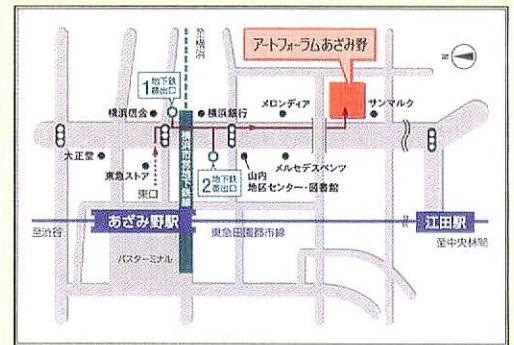 至横浜
アートフォーラムあざみ野
N
1 地下鉄
番出口
横浜信金
横浜銀行
メロンディア
サンマルク
横浜市営地下鉄線
大正堂
東急ストア
2 地下鉄
番出口
山内
地区センター・図書館
メルセデスベンツ
東口
あざみ野駅
江田駅
至渋谷
東急田園都市線
至中央林間
バスターミナル